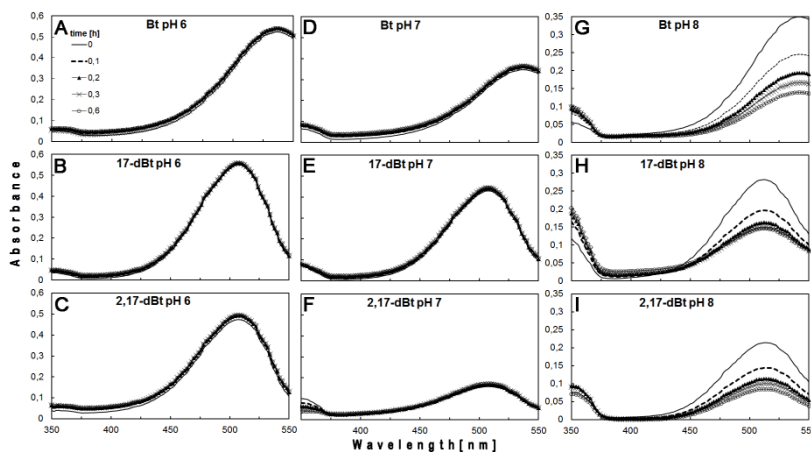 A
Bt pH 6
time [h]
0
0,1
0,2
0,3
0,6
0,6
0,5
0,4
0,3
0,2
0,1
0
D
Bt pH 7
G
Bt pH 8
0,35
0,3
0,25
0,2
0,15
0,1
0,05
0
B
17-dBt pH 6
0,6
0,5
0,4
0,3
0,2
0,1
0
E
17-dBt pH 7
H
17-dBt pH 8
0,35
0,3
0,25
0,2
0,15
0,1
0,05
0
C
2,17-dBt pH 6
0,6
0,5
0,4
0,3
0,2
0,1
0
F
2,17-dBt pH 7
I
2,17-dBt pH 8
0,35
0,3
0,25
0,2
0,15
0,1
0,05
0
350 400 450 500 550
350 400 450 500 550
350 400 450 500 550
Absorbance
Wavelength[nm]